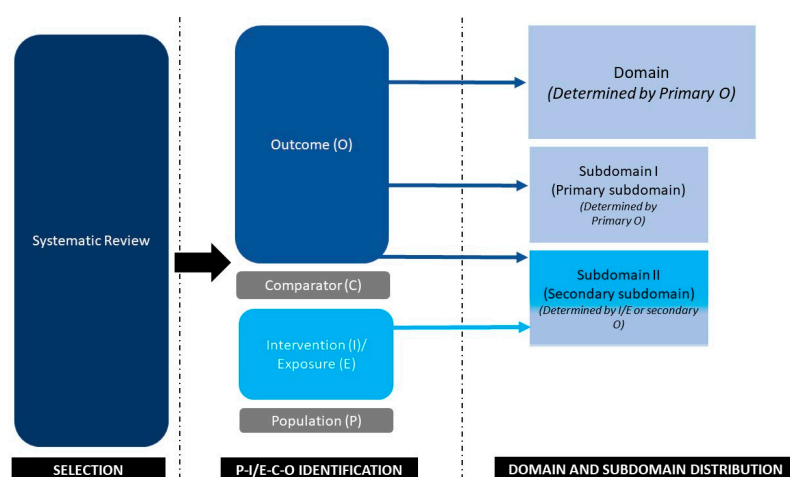 Systematic Review
SELECTION
Outcome (O)
Comparator (C)
Intervention (I)/
Exposure (E)
Population (P)
P-I/E-C-O IDENTIFICATION
Domain
(Determined by Primary O)
Subdomain I
(Primary subdomain)
(Determined by
Primary O)
Subdomain II
(Secondary subdomain)
(Determined by I/E or secondary
O)
DOMAIN AND SUBDOMAIN DISTRIBUTION